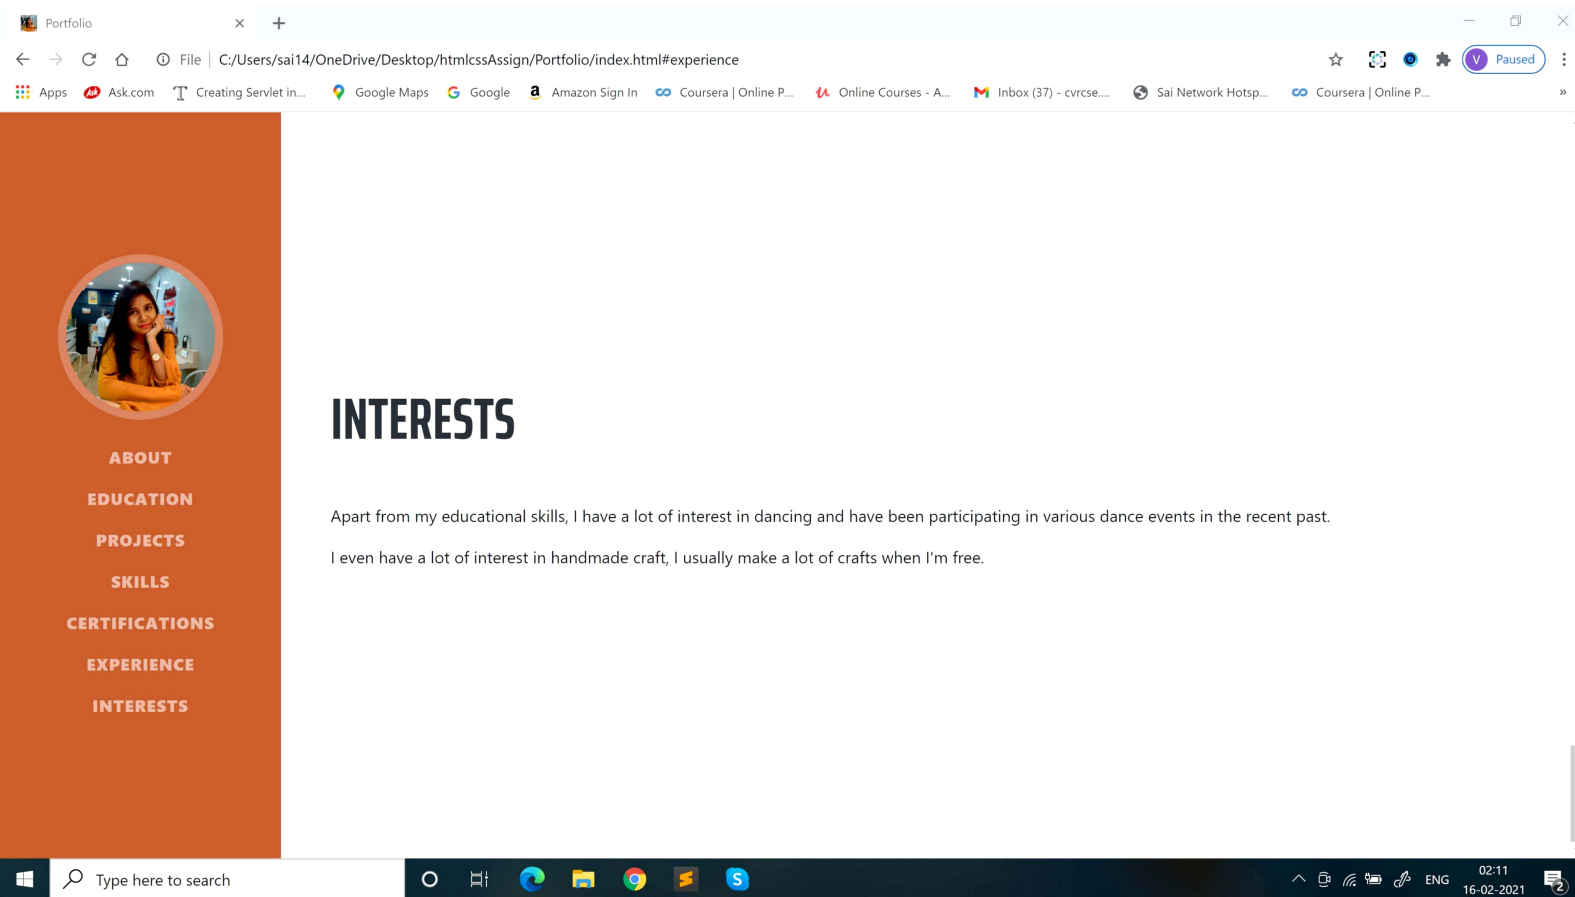 Portfolio
File | C:/Users/sai14/OneDrive/Desktop/htmlcssAssign/Portfolio/index.html#experience
V Paused
Apps Ask.com Creating Servlet in... Google Maps Google Amazon Sign In Coursera | Online P... Online Courses - A... Inbox (37) - cvrcse.... Sai Network Hotsp... Coursera | Online P... »
ABOUT
EDUCATION
PROJECTS
SKILLS
CERTIFICATIONS
EXPERIENCE
INTERESTS
INTERESTS
Apart from my educational skills, I have a lot of interest in dancing and have been participating in various dance events in the recent past.
I even have a lot of interest in handmade craft, I usually make a lot of crafts when I'm free.
Type here to search
ENG
02:11
16-02-2021
2